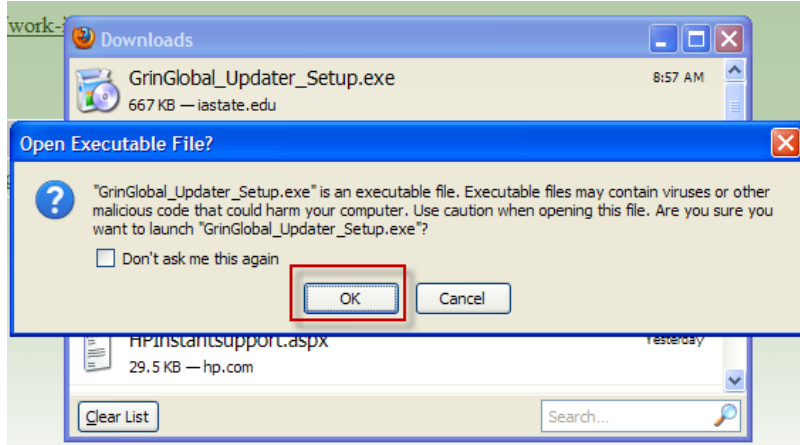 work-
Downloads
GrinGlobal_Updater_Setup.exe 8:57 AM
667 KB — iastate.edu
Open Executable File?
"GrinGlobal_Updater_Setup.exe" is an executable file. Executable files may contain viruses or other
malicious code that could harm your computer. Use caution when opening this file. Are you sure you
want to launch "GrinGlobal_Updater_Setup.exe"?
Don't ask me this again
OK Cancel
HPInstantsupport.aspx Yesterday
29.5 KB — hp.com
Clear List Search...